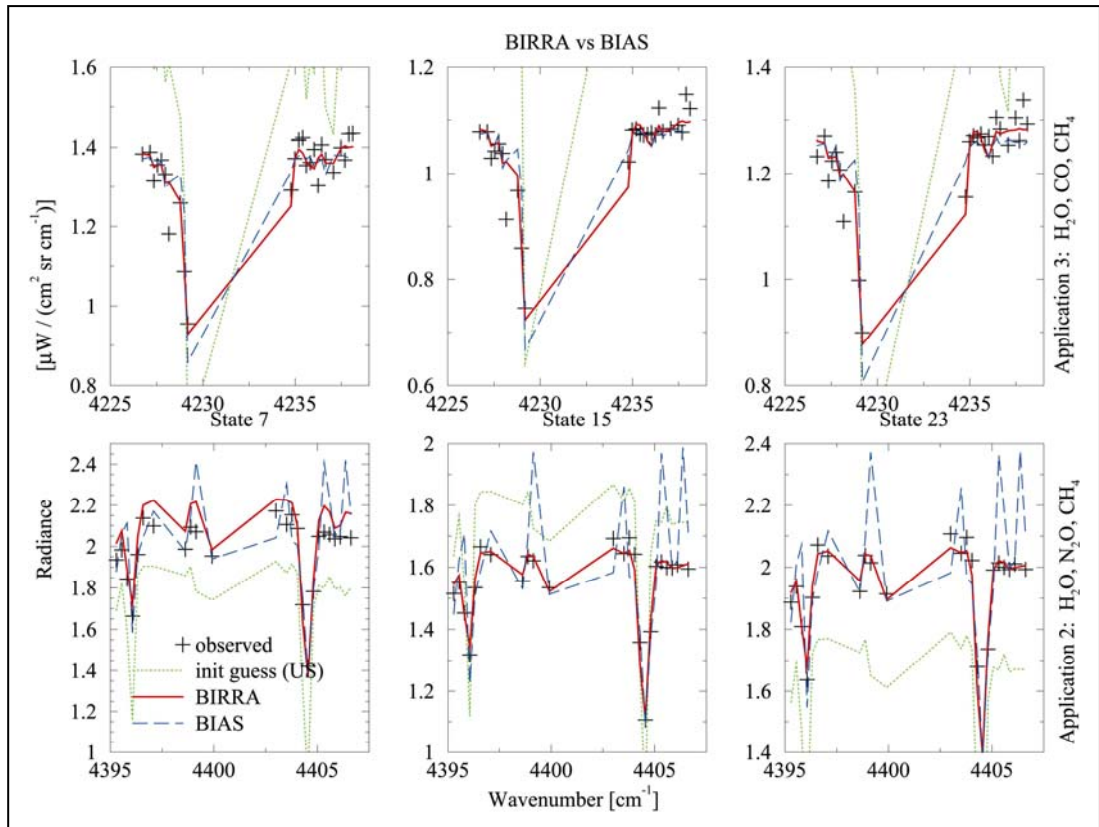 BIRRA vs BIAS
1.6
1.4
1.2
1
0.8
4225 4230 4235
[µW / (cm² sr cm⁻¹)]
1.2
1
0.8
0.6
4225 4230 4235
1.4
1.2
1
0.8
4225 4230 4235
Application 3: H₂O, CO, CH₄
State 7
State 15
State 23
2.4
2.2
2
1.8
1.6
1.4
1.2
1
4395 4400 4405
Radiance
observed
init guess (US)
BIRRA
BIAS
2
1.8
1.6
1.4
1.2
1
4395 4400 4405
2.4
2.2
2
1.8
1.6
1.4
4395 4400 4405
Application 2: H₂O, N₂O, CH₄
Wavenumber [cm⁻¹]